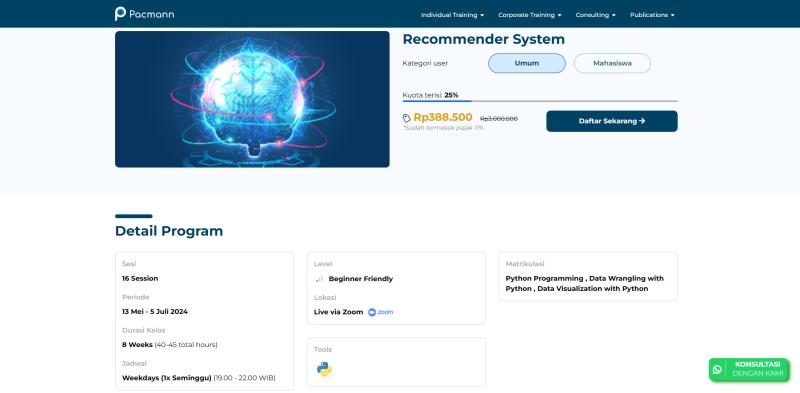 Pacmann
Individual Training
Corporate Training
Consulting
Publications
Recommender System
Kategori user
Umum
Mahasiswa
Kuota terisi: 25%
Rp388.500 Rp3.000.000
*Sudah termasuk pajak 11%
Daftar Sekarang →
Detail Program
Sesi
16 Session
Periode
13 Mei - 5 Juli 2024
Durasi Kelas
8 Weeks (40-45 total hours)
Jadwal
Weekdays (1x Seminggu) (19.00 - 22.00 WIB)
Level
Beginner Friendly
Lokasi
Live via Zoom zoom
Tools
Matrikulasi
Python Programming , Data Wrangling with
Python , Data Visualization with Python
KONSULTASI
DENGAN KAMI